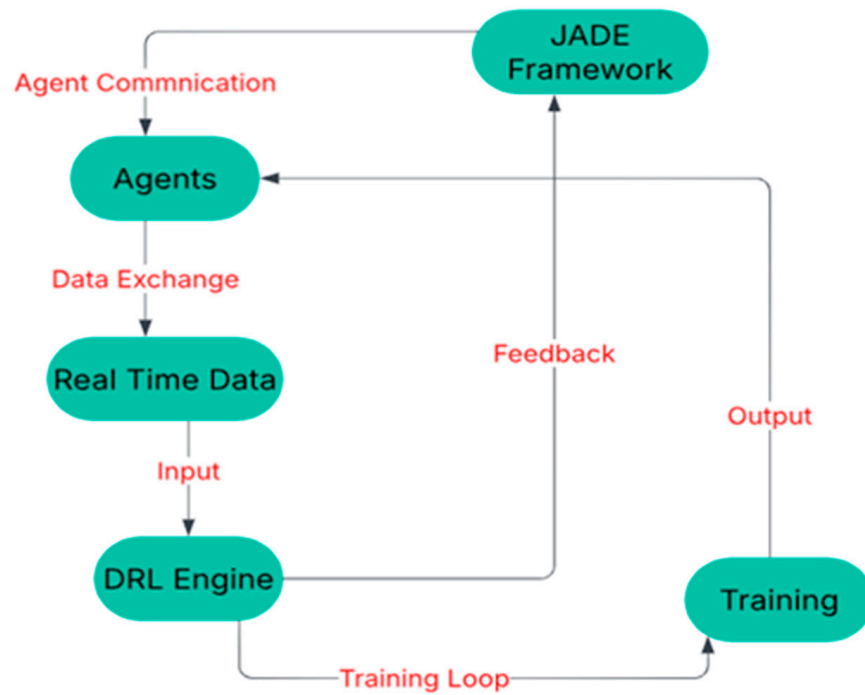 JADE
Framework
Agent Commnication
Agents
Data Exchange
Real Time Data
Feedback
Output
Input
DRL Engine
Training
Training Loop